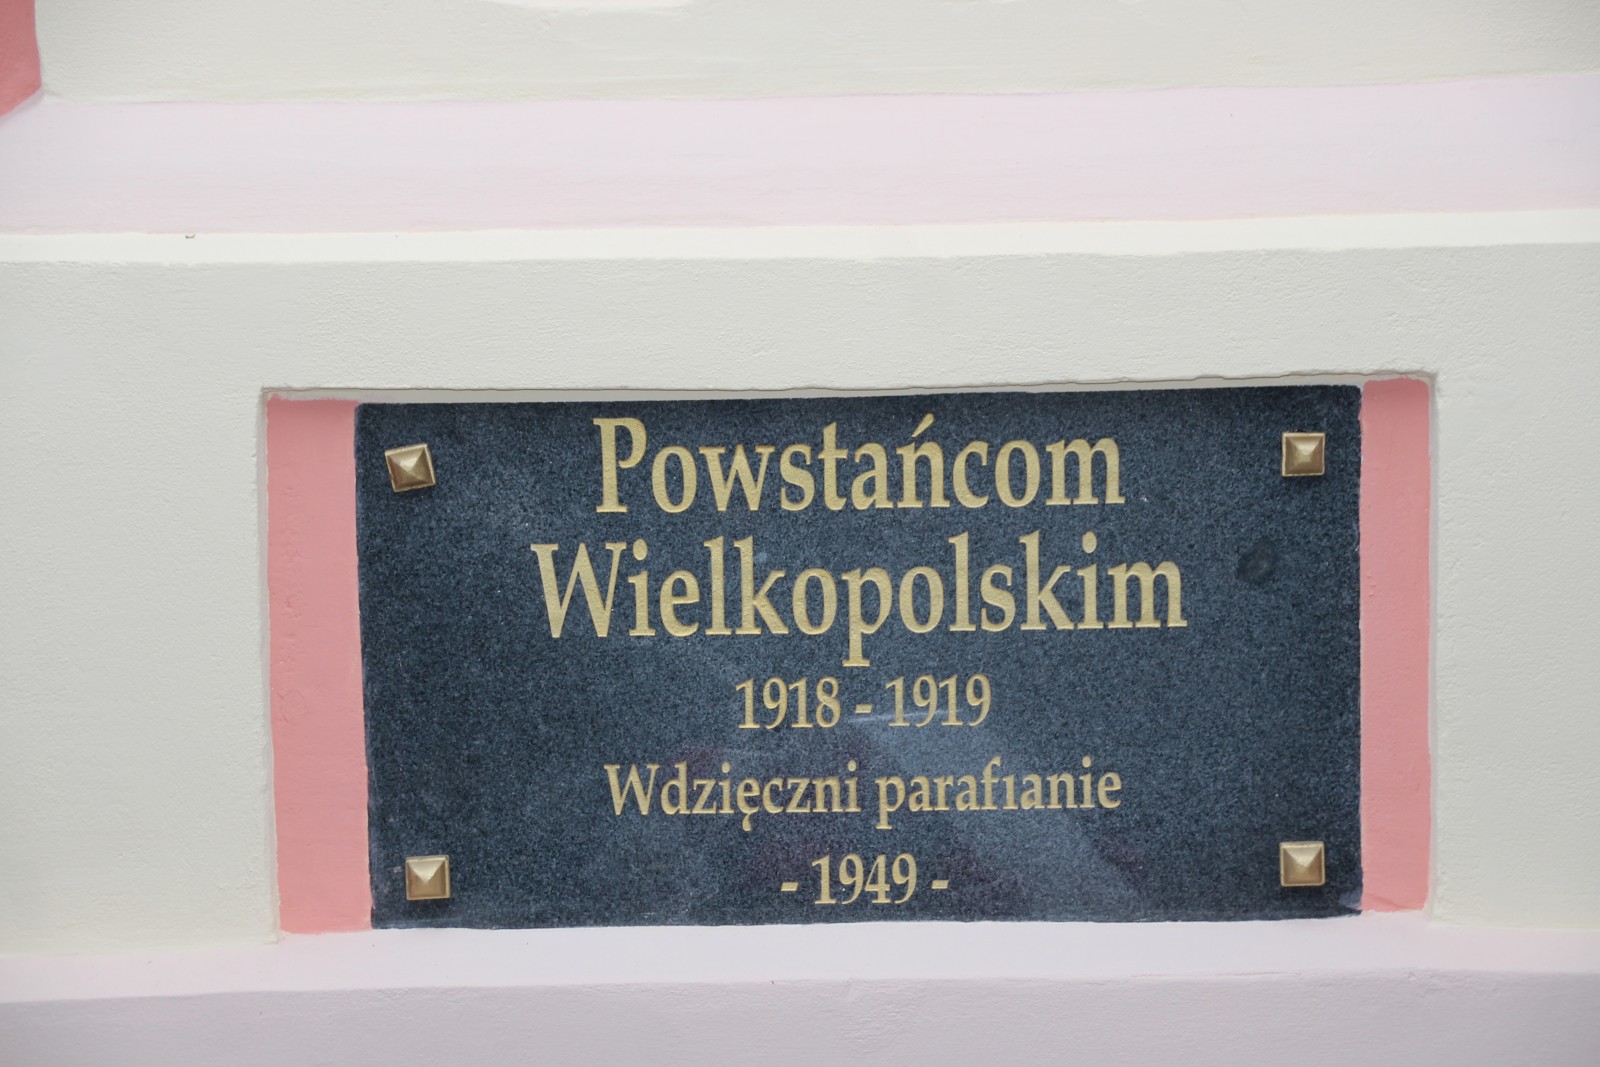 Powstańcom
Wielkopolskim
1918 - 1919
Wdzięczni parafianie
- 1949 -